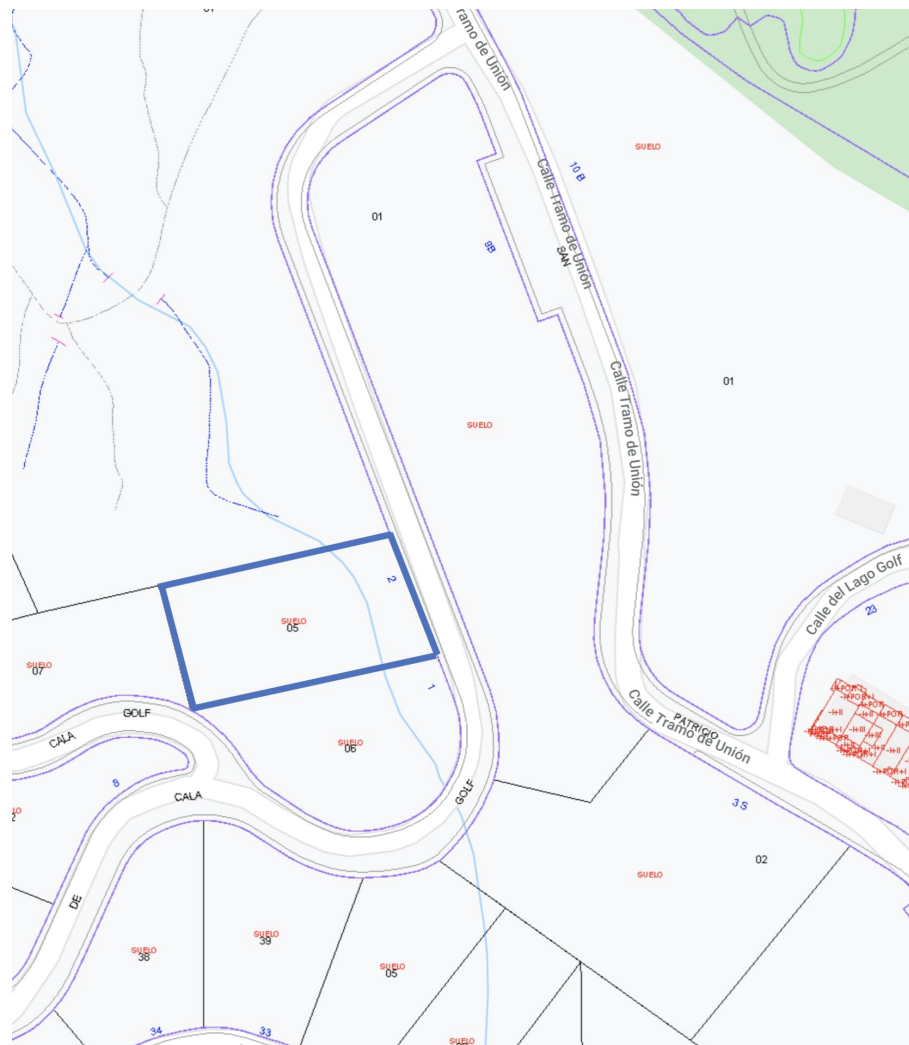 Tramo de Unión
SUELO
10 B
Calle Tramo de Unión
SAN
01
9B
Calle Tramo de Unión
01
SUELO
Calle del Lago Golf
23
2
SUELO
05
SUELO
07
1
GOLF
CALA
SUELO
06
Calle Tramo de Unión
PATRICIO
8
CALA
GOLF
3 S
02
SUELO
DE
SUELO
38
SUELO
39
SUELO
05
34
33
SUELO